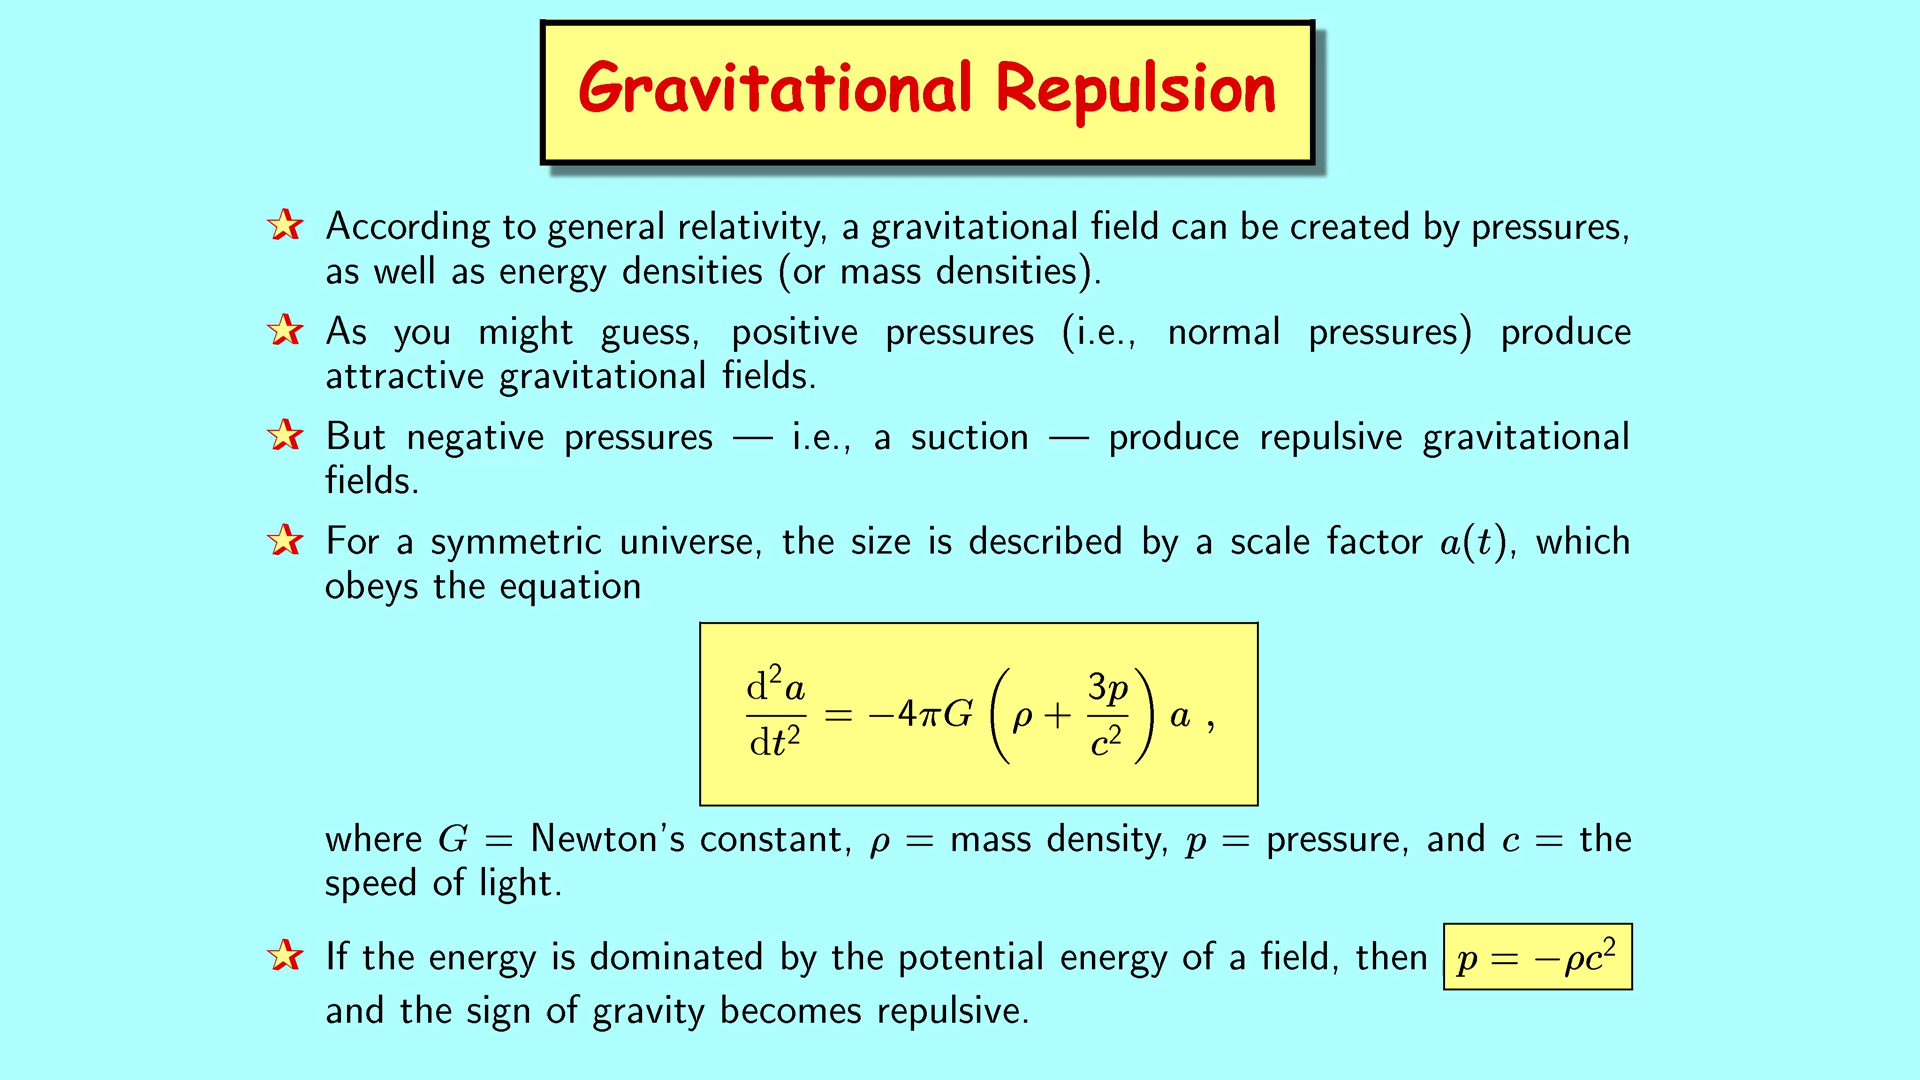 Gravitational Repulsion
According to general relativity, a gravitational field can be created by pressures,
as well as energy densities (or mass densities).
As you might guess, positive pressures (i.e., normal pressures) produce
attractive gravitational fields.
But negative pressures — i.e., a suction — produce repulsive gravitational
fields.
For a symmetric universe, the size is described by a scale factor a(t), which
obeys the equation
d²a/dt² = −4πG (ρ + 3p/c²) a ,
where G = Newton's constant, ρ = mass density, p = pressure, and c = the
speed of light.
If the energy is dominated by the potential energy of a field, then p = −ρc²
and the sign of gravity becomes repulsive.